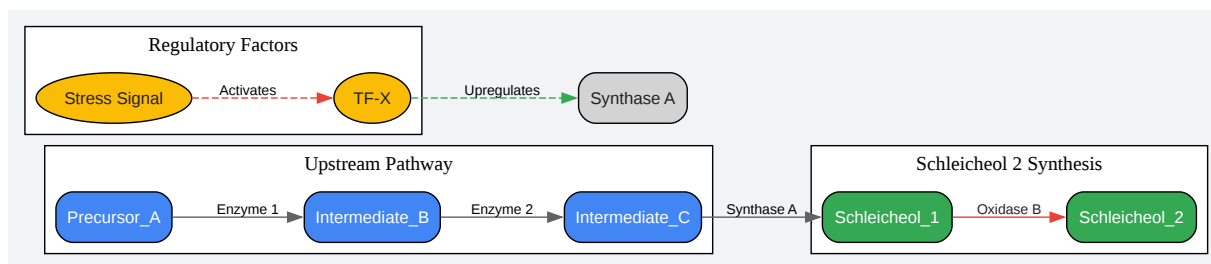 Regulatory Factors
Stress Signal
Activates
TF-X
Upregulates
Synthase A
Upstream Pathway
Precursor_A
Enzyme 1
Intermediate_B
Enzyme 2
Intermediate_C
Synthase A
Schleicheol 2 Synthesis
Schleicheol_1
Oxidase B
Schleicheol_2